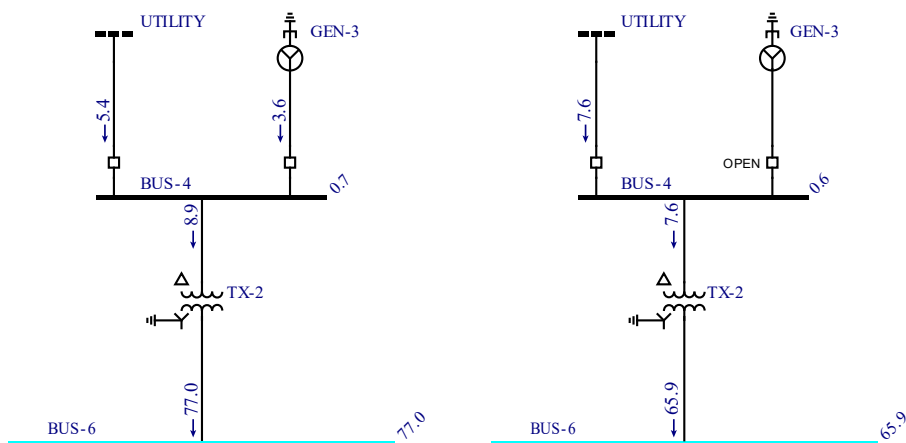 UTILITY
GEN-3
5.4
3.6
BUS-4
0.7
8.9
TX-2
77.0
BUS-6
77.0
UTILITY
GEN-3
7.6
OPEN
BUS-4
0.6
7.6
TX-2
65.9
BUS-6
65.9